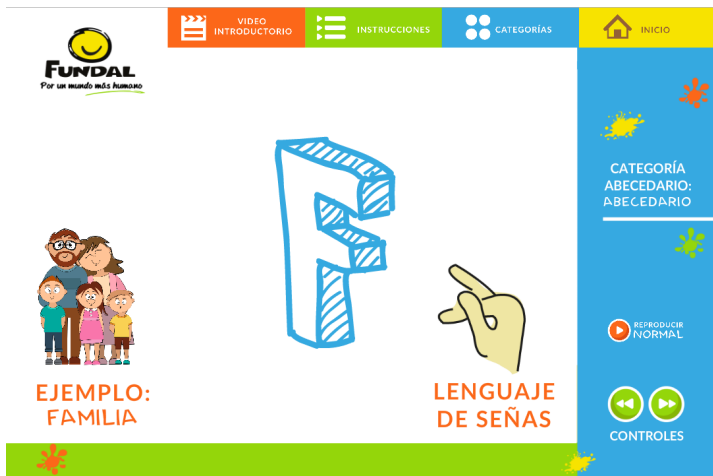 FUNDAL
Por un mundo más humano
VIDEO
INTRODUCTORIO
INSTRUCCIONES
CATEGORÍAS
INICIO
F
CATEGORÍA
ABECEDARIO:
ABECEDARIO
REPRODUCIR
NORMAL
EJEMPLO:
FAMILIA
LENGUAJE
DE SEÑAS
CONTROLES